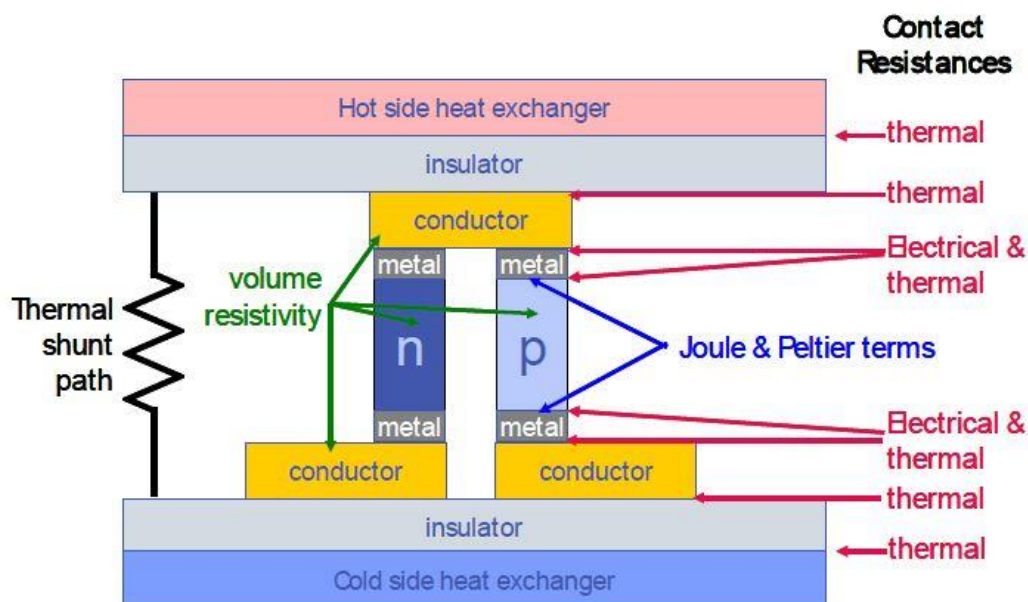 Contact
Resistances
Hot side heat exchanger
thermal
insulator
thermal
conductor
Electrical &
thermal
metal
metal
volume
resistivity
Thermal
shunt
path
n
p
Joule & Peltier terms
metal
metal
Electrical &
thermal
conductor
conductor
thermal
insulator
thermal
Cold side heat exchanger